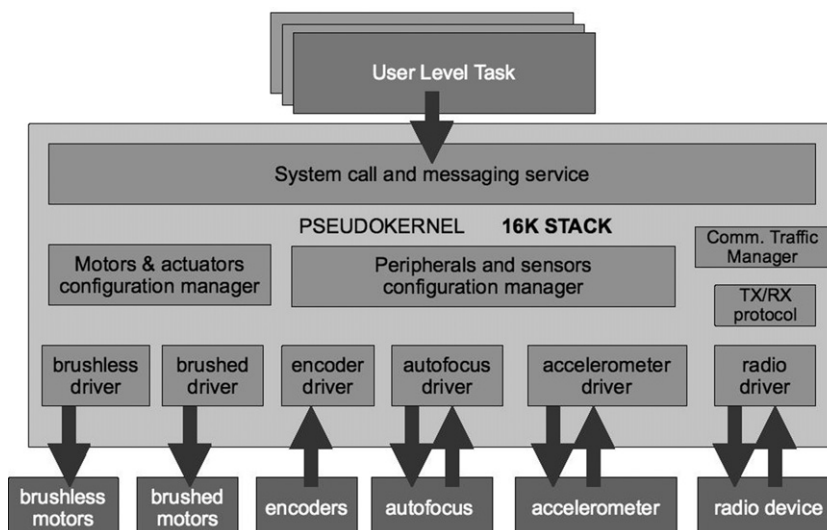 User Level Task
System call and messaging service
PSEUDOKERNEL 16K STACK
Comm. Traffic
Manager
Motors & actuators
configuration manager
Peripherals and sensors
configuration manager
TX/RX
protocol
brushless
driver
brushed
driver
encoder
driver
autofocus
driver
accelerometer
driver
radio
driver
brushless
motors
brushed
motors
encoders
autofocus
accelerometer
radio device